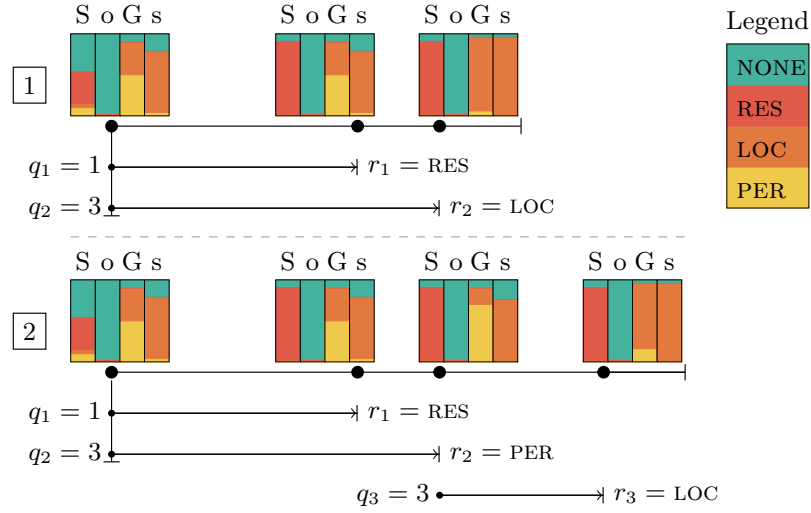 S o G s S o G s S o G s Legend
1
NONE
RES
LOC
PER
q₁ = 1 r₁ = RES
q₂ = 3 r₂ = LOC
S o G s S o G s S o G s S o G s
2
q₁ = 1 r₁ = RES
q₂ = 3 r₂ = PER
q₃ = 3 r₃ = LOC